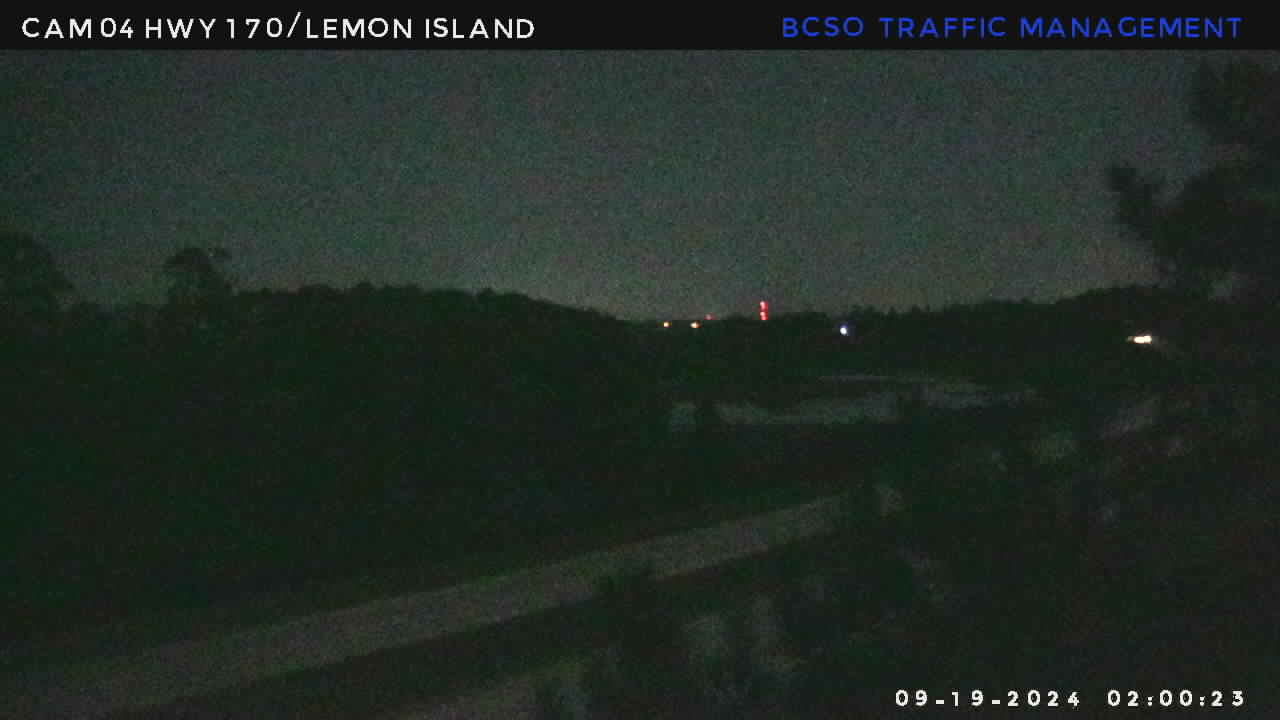 CAM04 HWY 170/LEMON ISLAND
BCSO TRAFFIC MANAGEMENT
09-19-2024 02:00:23